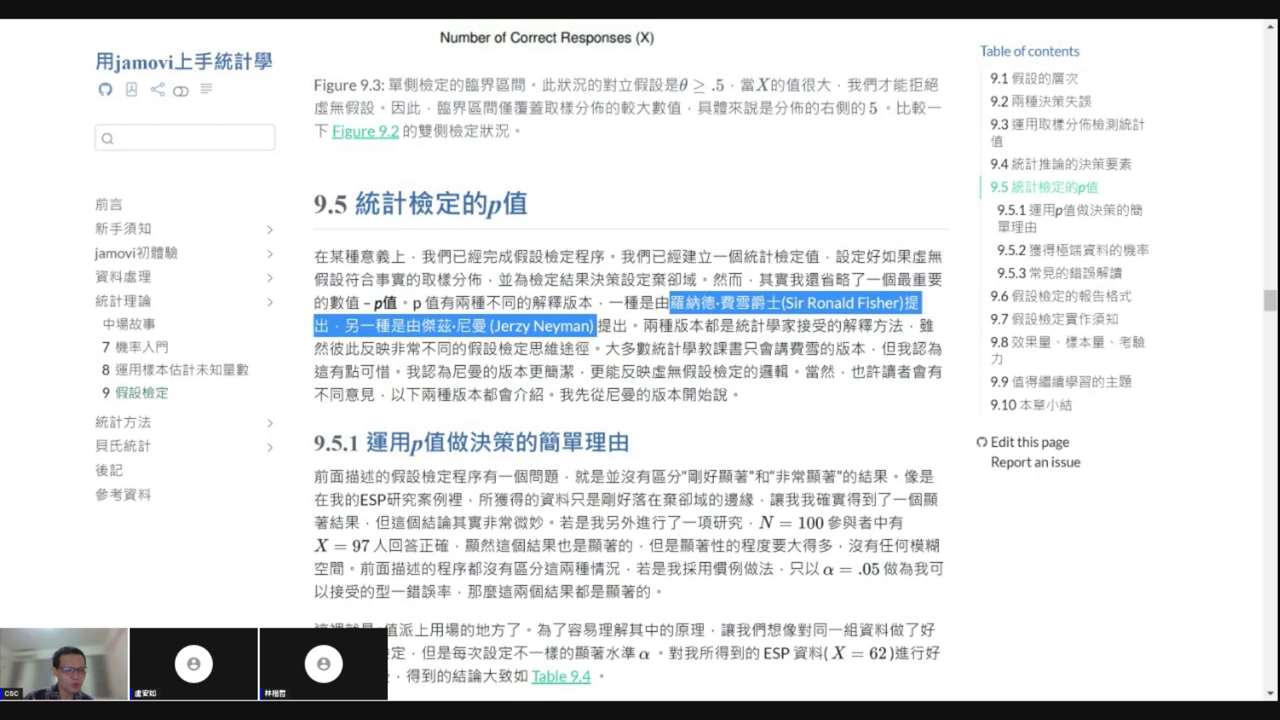 Number of Correct Responses (X)
用jamovi上手統計學
Figure 9.3: 單側檢定的臨界區間。此狀況的對立假設是θ ≥ .5，當X的值很大，我們才能拒絕
虛無假設。因此，臨界區間僅覆蓋取樣分佈的較大數值，具體來說是分佈的右側的 5 。比較一
下 Figure 9.2 的雙側檢定狀況。
前言
新手須知
jamovi初體驗
資料處理
統計理論
中場故事
7 機率入門
8 運用樣本估計未知量數
9 假設檢定
統計方法
貝氏統計
後記
參考資料
9.5 統計檢定的p值
在某種意義上，我們已經完成假設檢定程序。我們已經建立一個統計檢定值，設定好如果虛無
假設符合事實的取樣分佈，並為檢定結果決策設定棄卻域。然而，其實我還省略了一個最重要
的數值 – p值。p 值有兩種不同的解釋版本，一種是由羅納德·費雪爵士(Sir Ronald Fisher)提
出，另一種是由傑茲·尼曼 (Jerzy Neyman) 提出。兩種版本都是統計學家接受的解釋方法，雖
然彼此反映非常不同的假設檢定思維途徑。大多數統計學教課書只會講費雪的版本，但我認為
這有點可惜。我認為尼曼的版本更簡潔，更能反映虛無假設檢定的邏輯。當然，也許讀者會有
不同意見，以下兩種版本都會介紹。我先從尼曼的版本開始說。
9.5.1 運用p值做決策的簡單理由
前面描述的假設檢定程序有一個問題，就是並沒有區分“剛好顯著”和“非常顯著”的結果。像是
在我的ESP研究案例裡，所獲得的資料只是剛好落在棄卻域的邊緣，讓我我確實得到了一個顯
著結果，但這個結論其實非常微妙。若是我另外進行了一項研究，N = 100 參與者中有
X = 97 人回答正確，顯然這個結果也是顯著的，但是顯著性的程度要大得多，沒有任何模糊
空間。前面描述的程序都沒有區分這兩種情況，若是我採用慣例做法，只以 α = .05 做為我可
以接受的型一錯誤率，那麼這兩個結果都是顯著的。
值派上用場的地方了。為了容易理解其中的原理，讓我們想像對同一組資料做了好
定，但是每次設定不一樣的顯著水準 α 。對我所得到的 ESP 資料( X = 62 )進行好
，得到的結論大致如 Table 9.4 。
Table of contents
9.1 假設的層次
9.2 兩種決策失誤
9.3 運用取樣分佈檢測統計
值
9.4 統計推論的決策要素
9.5 統計檢定的p值
9.5.1 運用p值做決策的簡
單理由
9.5.2 獲得極端資料的機率
9.5.3 常見的錯誤解讀
9.6 假設檢定的報告格式
9.7 假設檢定實作須知
9.8 效果量、樣本量、考驗
力
9.9 值得繼續學習的主題
9.10 本章小結
Edit this page
Report an issue
CSC
盧安如